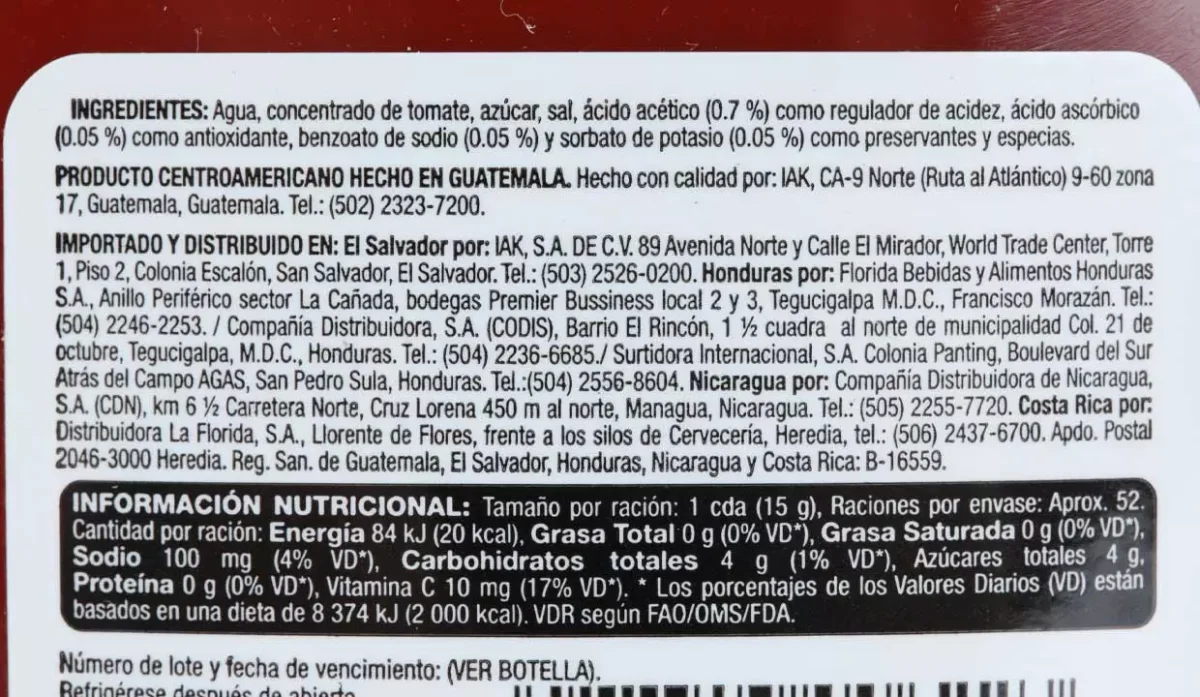 INGREDIENTES: Agua, concentrado de tomate, azúcar, sal, ácido acético (0.7 %) como regulador de acidez, ácido ascórbico
(0.05 %) como antioxidante, benzoato de sodio (0.05 %) y sorbato de potasio (0.05 %) como preservantes y especias.
PRODUCTO CENTROAMERICANO HECHO EN GUATEMALA. Hecho con calidad por: IAK, CA-9 Norte (Ruta al Atlántico) 9-60 zona
17, Guatemala, Guatemala. Tel.: (502) 2323-7200.
IMPORTADO Y DISTRIBUIDO EN: El Salvador por: IAK, S.A. DE C.V. 89 Avenida Norte y Calle El Mirador, World Trade Center, Torre
1, Piso 2, Colonia Escalón, San Salvador, El Salvador. Tel.: (503) 2526-0200. Honduras por: Florida Bebidas y Alimentos Honduras
S.A., Anillo Periférico sector La Cañada, bodegas Premier Bussiness local 2 y 3, Tegucigalpa M.D.C., Francisco Morazán. Tel.:
(504) 2246-2253. / Compañía Distribuidora, S.A. (CODIS), Barrio El Rincón, 1 ½ cuadra al norte de municipalidad Col. 21 de
octubre, Tegucigalpa, M.D.C., Honduras. Tel.: (504) 2236-6685./ Surtidora Internacional, S.A. Colonia Panting, Boulevard del Sur
Atrás del Campo AGAS, San Pedro Sula, Honduras. Tel.:(504) 2556-8604. Nicaragua por: Compañía Distribuidora de Nicaragua,
S.A. (CDN), km 6 ½ Carretera Norte, Cruz Lorena 450 m al norte, Managua, Nicaragua. Tel.: (505) 2255-7720. Costa Rica por:
Distribuidora La Florida, S.A., Llorente de Flores, frente a los silos de Cervecería, Heredia, tel.: (506) 2437-6700. Apdo. Postal
2046-3000 Heredia. Reg. San. de Guatemala, El Salvador, Honduras, Nicaragua y Costa Rica: B-16559.
INFORMACIÓN NUTRICIONAL: Tamaño por ración: 1 cda (15 g), Raciones por envase: Aprox. 52.
Cantidad por ración: Energía 84 kJ (20 kcal), Grasa Total 0 g (0% VD*), Grasa Saturada 0 g (0% VD*),
Sodio 100 mg (4% VD*), Carbohidratos totales 4 g (1% VD*), Azúcares totales 4 g,
Proteína 0 g (0% VD*), Vitamina C 10 mg (17% VD*). * Los porcentajes de los Valores Diarios (VD) están
basados en una dieta de 8 374 kJ (2 000 kcal). VDR según FAO/OMS/FDA.
Número de lote y fecha de vencimiento: (VER BOTELLA).
Refrigérese después de abierto